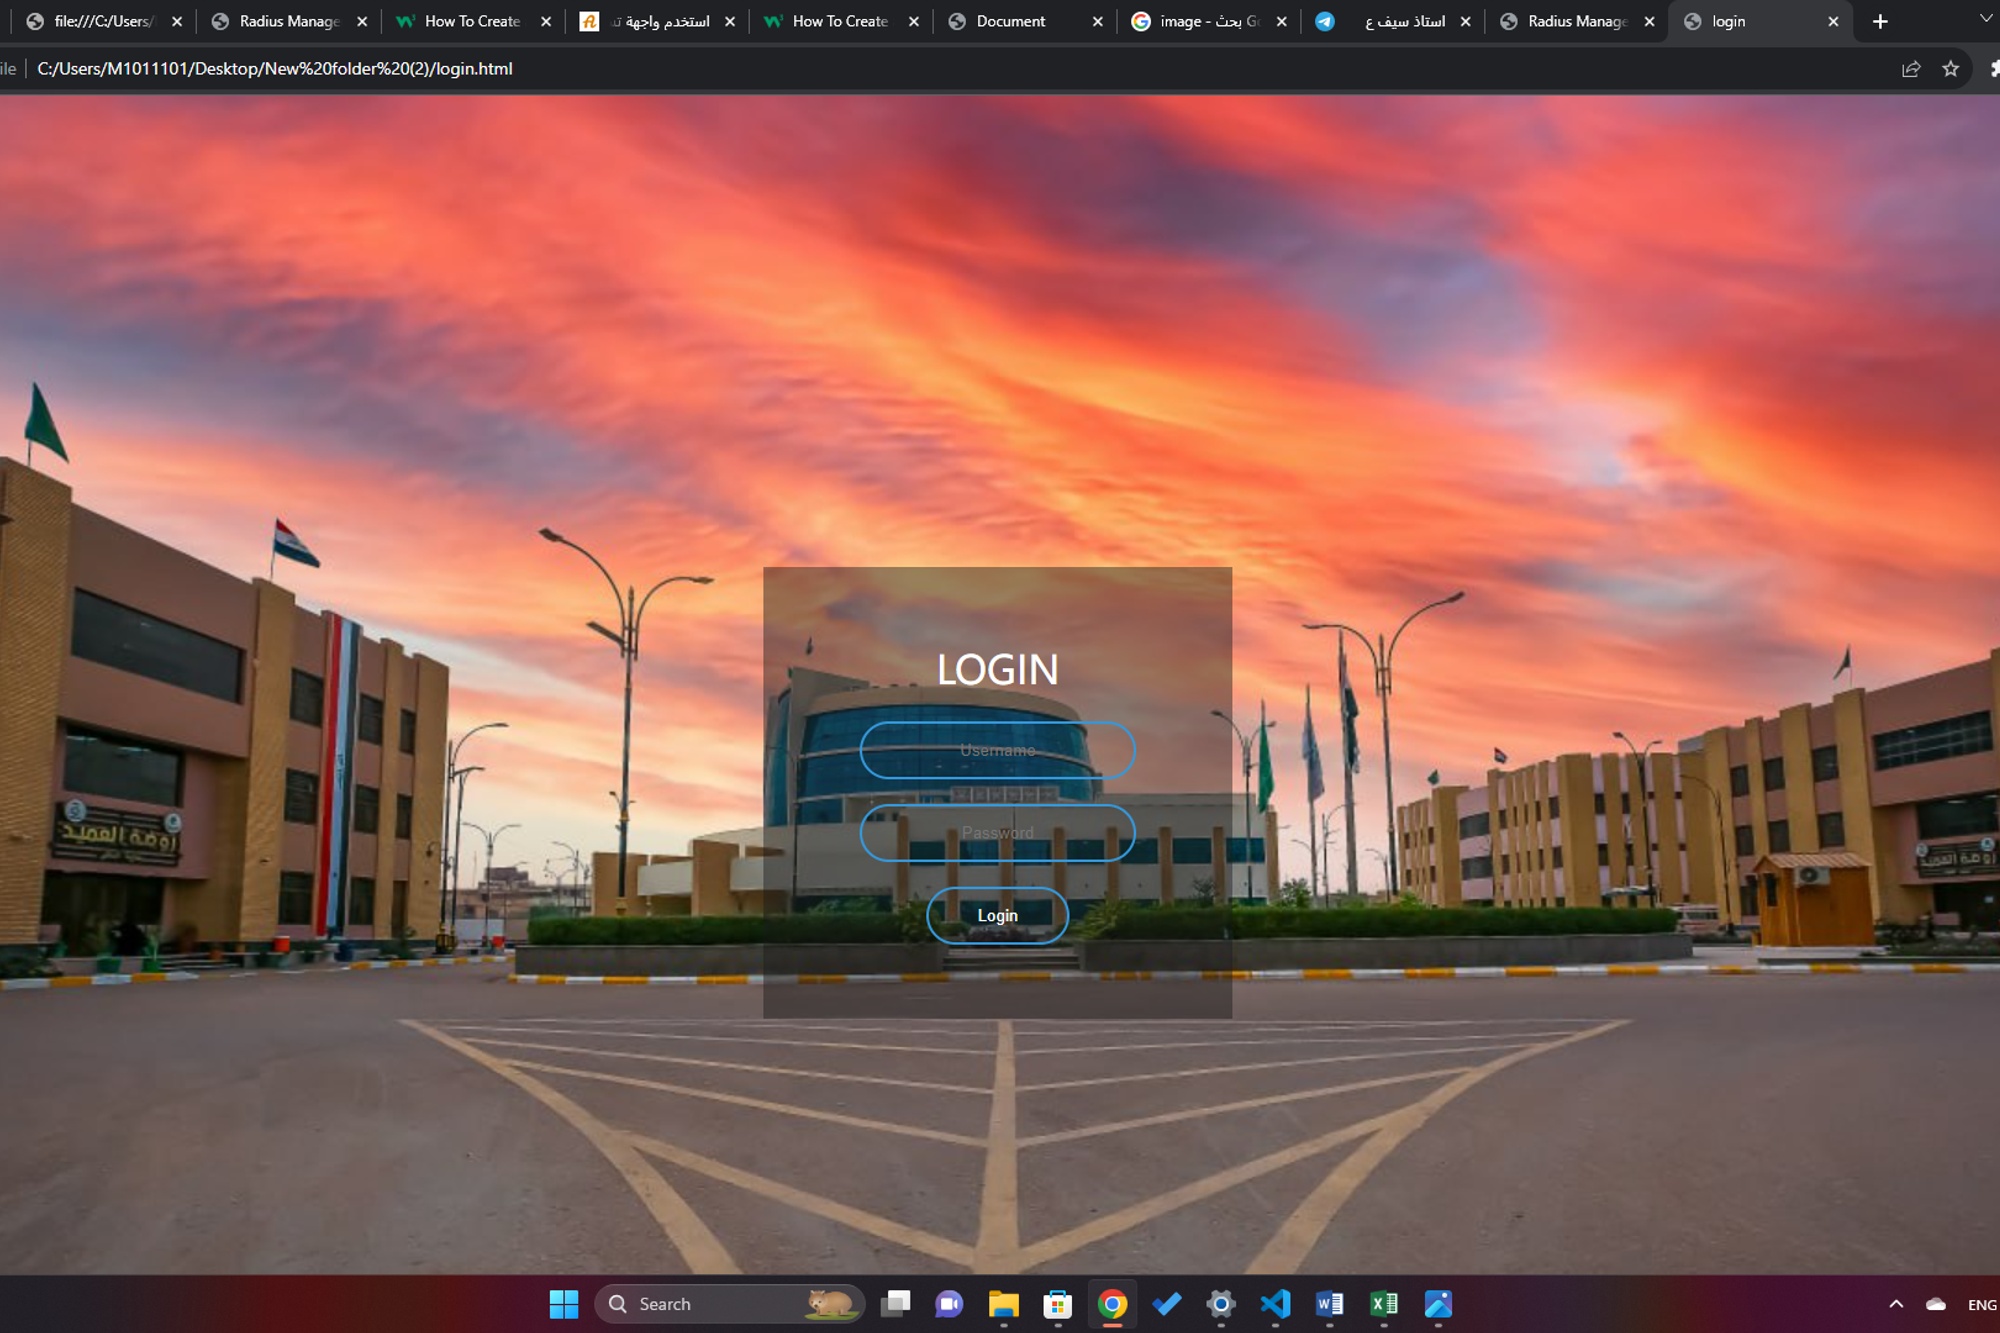 file:///C:/Users/
Radius Manage
How To Create
استخدم واجهة
How To Create
Document
image - بحث G
استاذ سيف ع
Radius Manage
login
ile
C:/Users/M1011101/Desktop/New%20folder%20(2)/login.html
LOGIN
Username
Password
Login
روضة العميد
روضة العميد
Search
ENG